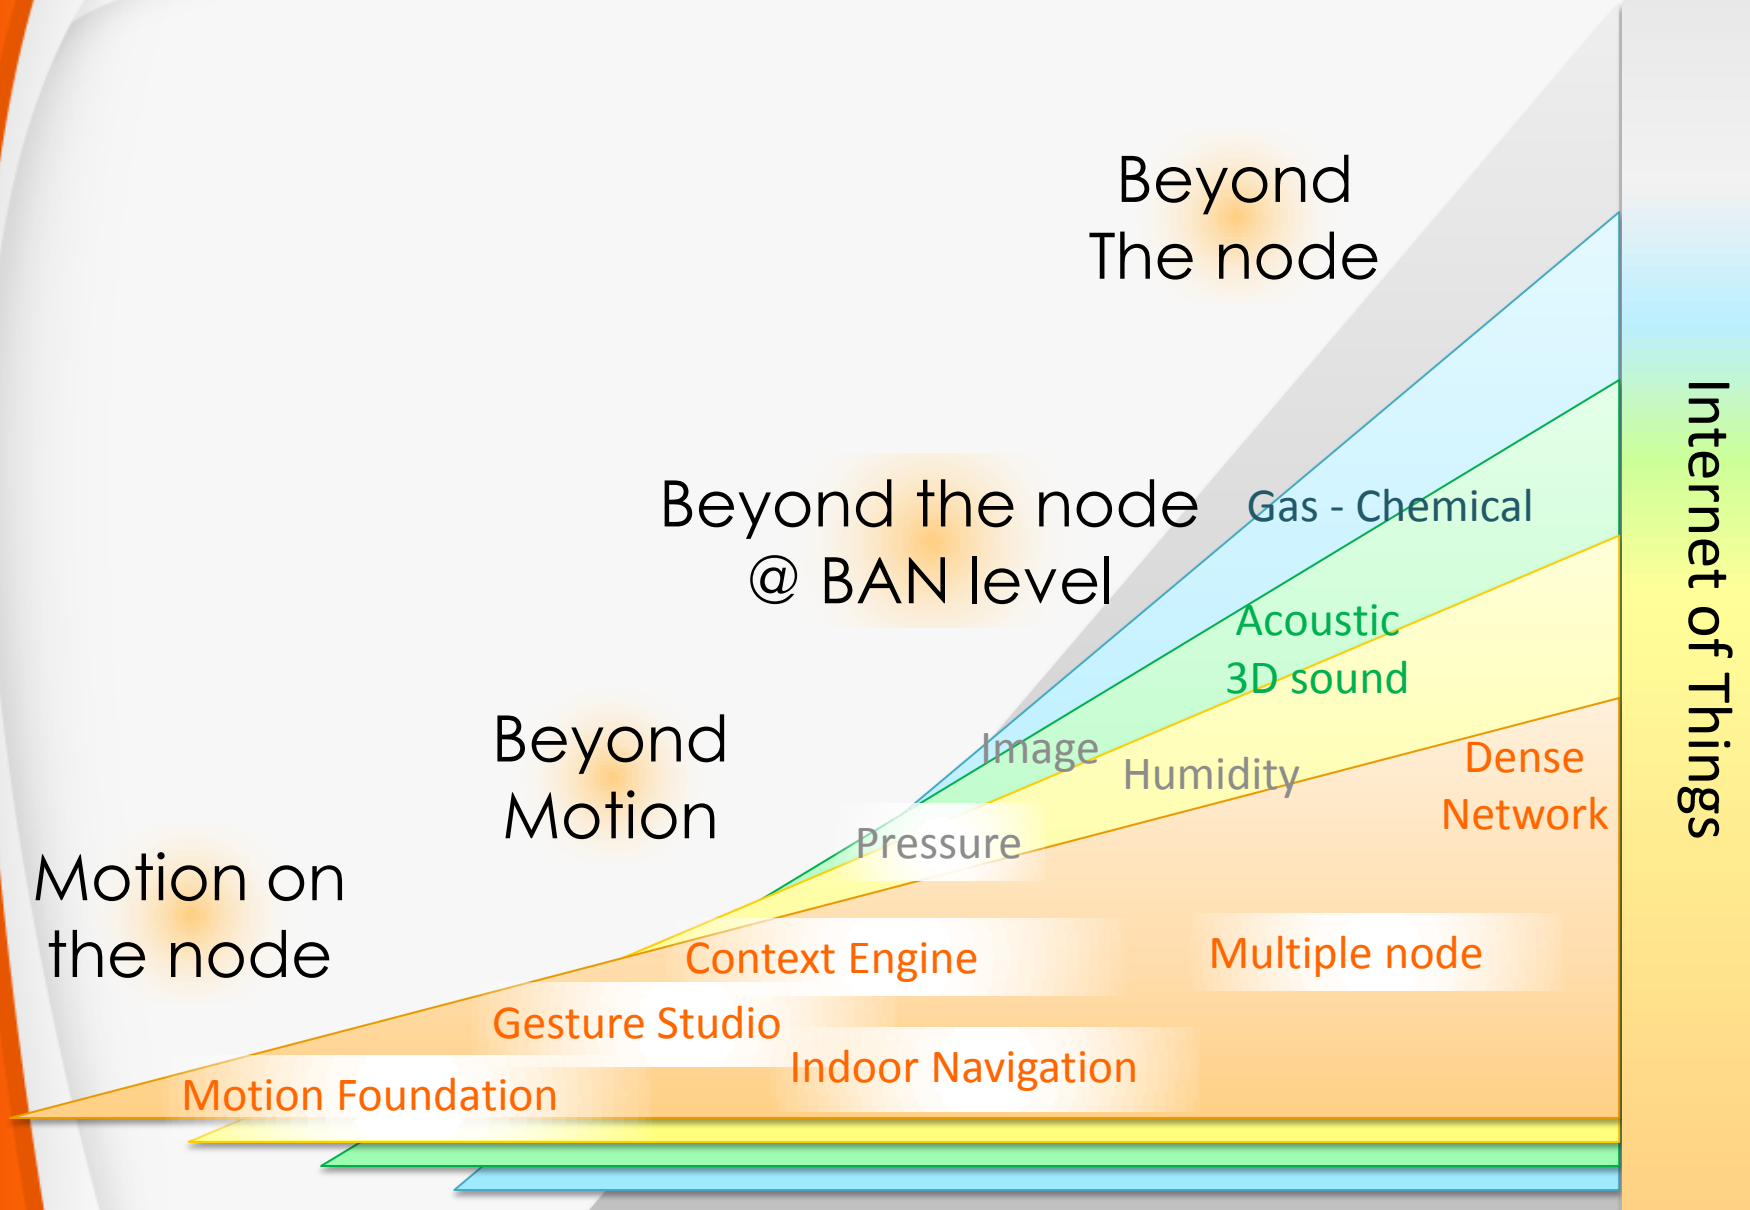 Beyond
The node
Beyond the node
@ BAN level
Gas - Chemical
Acoustic
3D sound
Beyond
Motion
Image
Humidity
Dense
Network
Pressure
Motion on
the node
Context Engine
Multiple node
Gesture Studio
Indoor Navigation
Motion Foundation
Internet of Things